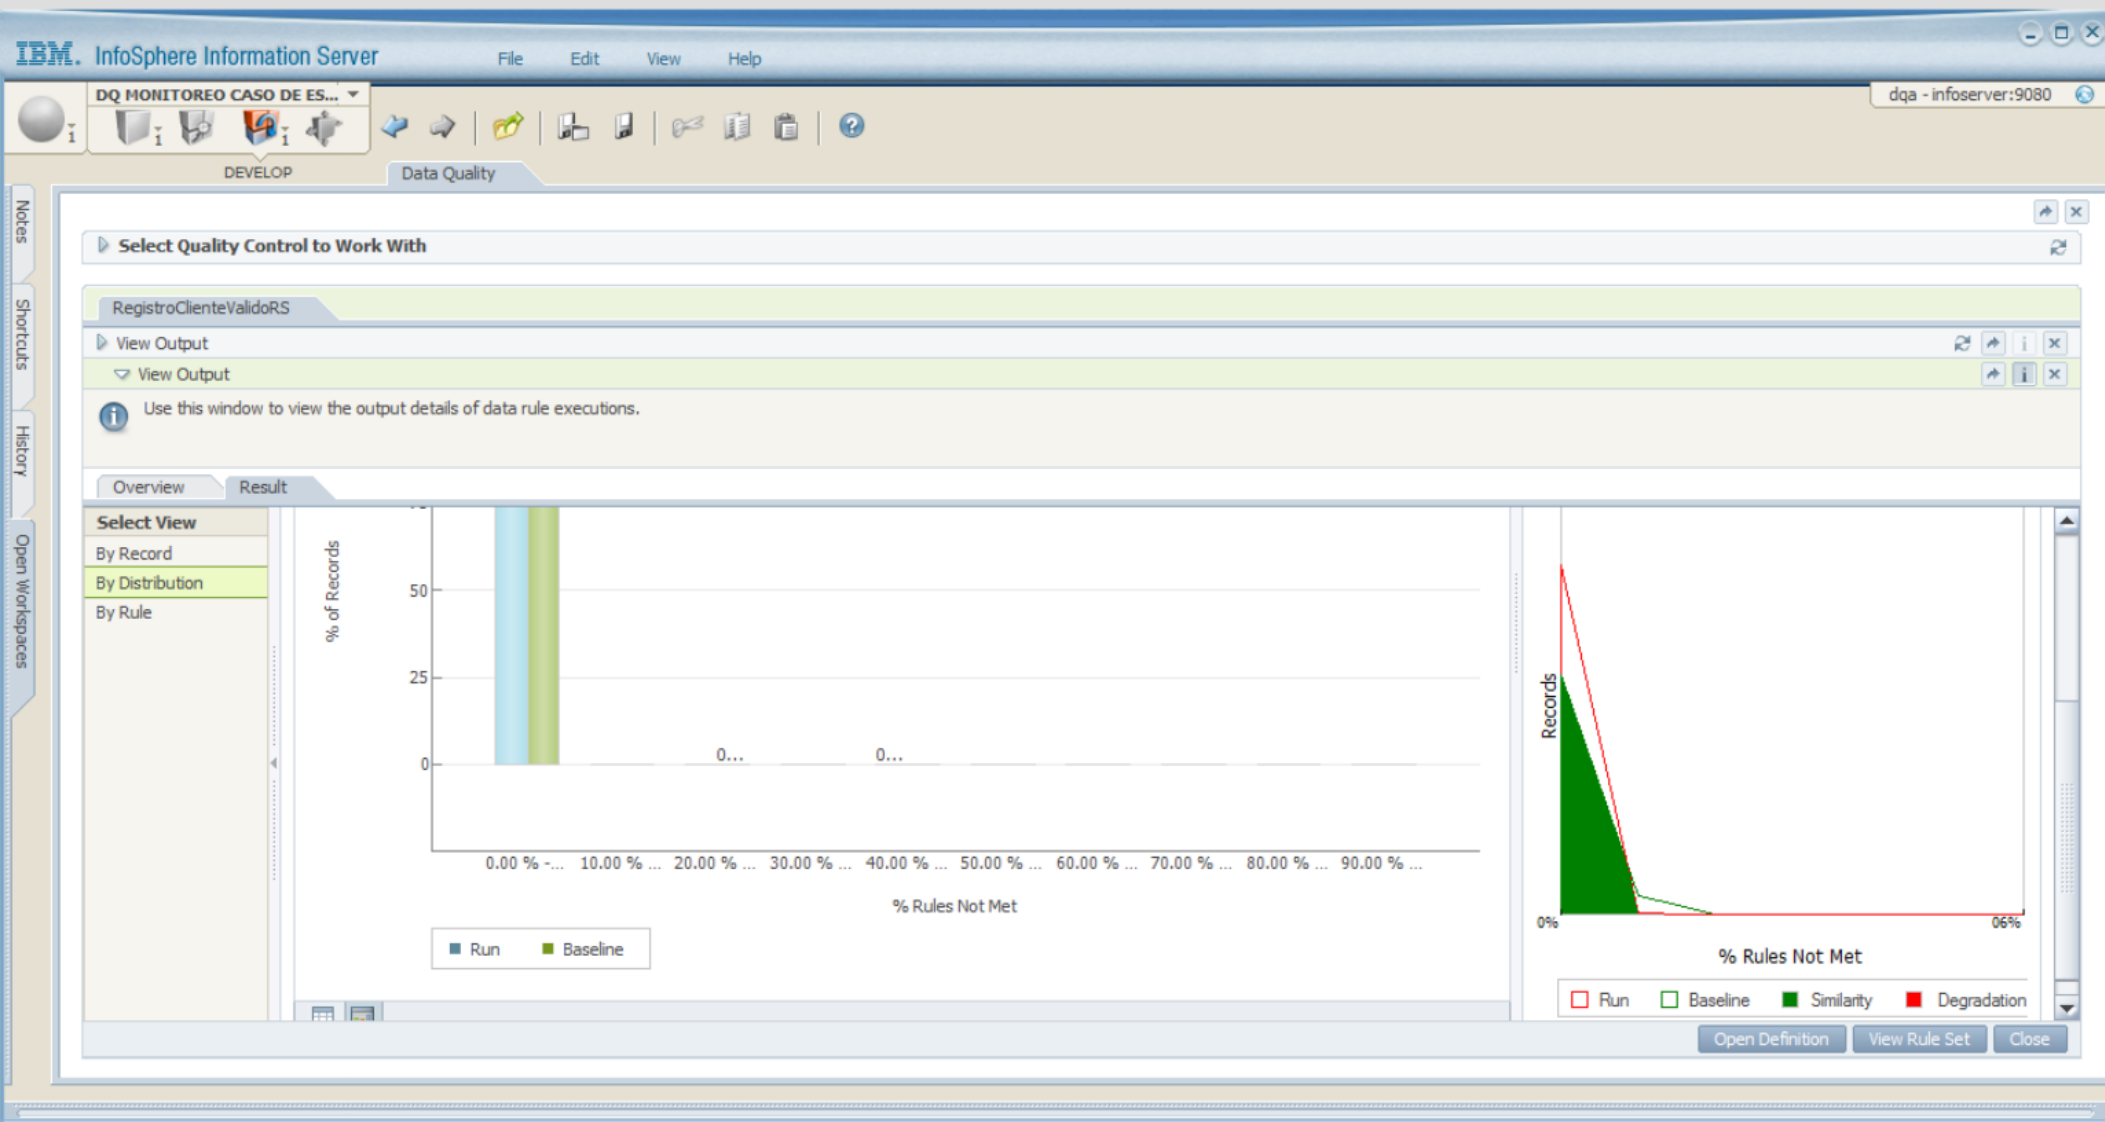 IBM. InfoSphere Information Server
File Edit View Help
DQ MONITOREO CASO DE ES...
dqa - infoserver:9080
1 1 1
DEVELOP
Data Quality
Notes
Shortcuts
History
Open Workspaces
Select Quality Control to Work With
RegistroClienteValidoRS
View Output
View Output
Use this window to view the output details of data rule executions.
Overview Result
Select View
By Record
By Distribution
By Rule
% of Records
50
25
0
0... 0...
0.00 % -... 10.00 % ... 20.00 % ... 30.00 % ... 40.00 % ... 50.00 % ... 60.00 % ... 70.00 % ... 80.00 % ... 90.00 % ...
% Rules Not Met
Run Baseline
Records
0% 06%
% Rules Not Met
Run Baseline Similarity Degradation
Open Definition View Rule Set Close